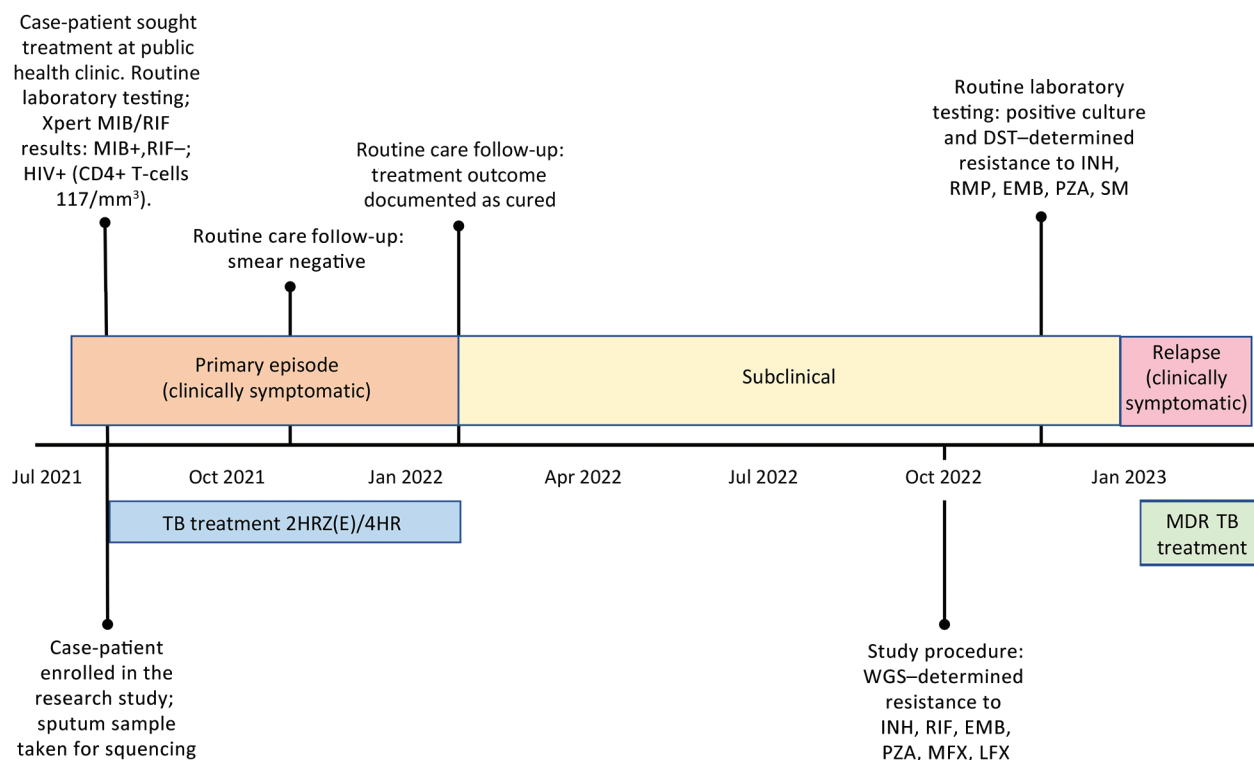 Case-patient sought
treatment at public
health clinic. Routine
laboratory testing;
Xpert MIB/RIF
results: MIB+,RIF–;
HIV+ (CD4+ T-cells
117/mm³).
Routine care follow-up:
smear negative
Routine care follow-up:
treatment outcome
documented as cured
Routine laboratory
testing: positive culture
and DST–determined
resistance to INH,
RMP, EMB, PZA, SM
Primary episode
(clinically symptomatic)
Subclinical
Relapse
(clinically
symptomatic)
Jul 2021
Oct 2021
Jan 2022
Apr 2022
Jul 2022
Oct 2022
Jan 2023
TB treatment 2HRZ(E)/4HR
MDR TB
treatment
Case-patient
enrolled in the
research study;
sputum sample
taken for squencing
Study procedure:
WGS–determined
resistance to
INH, RIF, EMB,
PZA, MFX, LFX